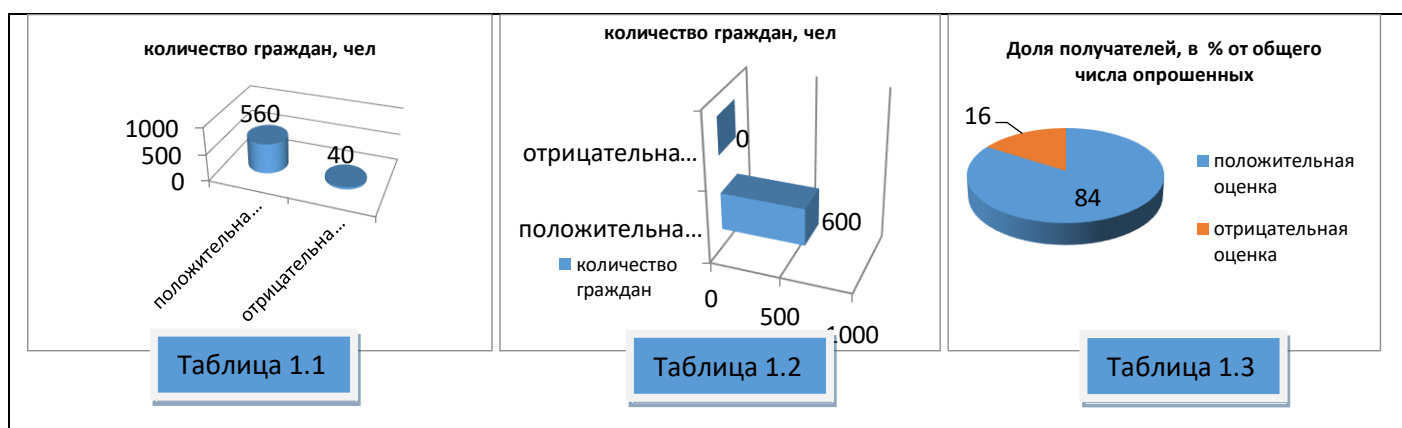 количество граждан, чел
560
40
1000
500
0
положительна...
отрицательна...
Таблица 1.1
количество граждан, чел
0
отрицательна...
положительна...
600
количество
граждан
0
500
1000
Таблица 1.2
Доля получателей, в % от общего
числа опрошенных
16
84
положительная
оценка
отрицательная
оценка
Таблица 1.3